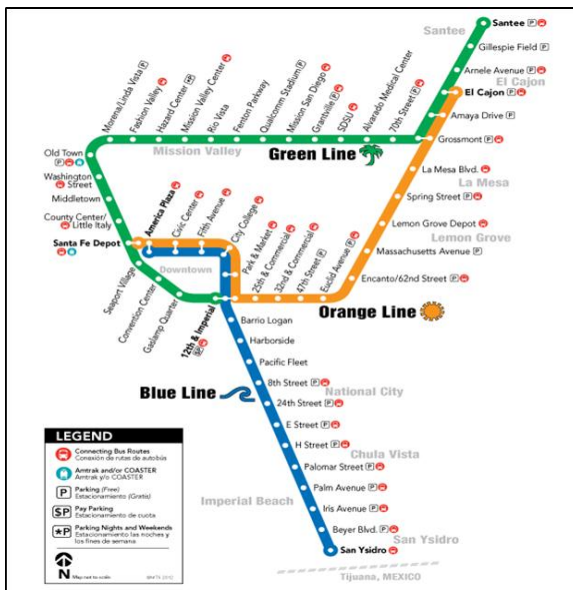 Santee
Santee P
Gillespie Field P
Arnele Avenue P
El Cajon
El Cajon P
Amaya Drive P
Grossmont P
La Mesa Blvd.
La Mesa
Spring Street P
Lemon Grove Depot
Lemon Grove
Massachusetts Avenue P
Encanto/62nd Street P
Orange Line
Morena/Linda Vista P
Fashion Valley
Hazard Center
Mission Valley Center
Rio Vista
Fenton Parkway
Qualcomm Stadium P
Mission San Diego
Grantville P
SDSU
Alvarado Medical Center
70th Street P
Mission Valley
Green Line
Old Town
P
Washington
Street
Middletown
County Center/
Little Italy
Santa Fe Depot
America Plaza
Civic Center
Fifth Avenue
City College
Park & Market
25th & Commercial
32nd & Commercial
47th Street P
Euclid Avenue P
Downtown
Seaport Village
Convention Center
Gaslamp Quarter
12th & Imperial
$P
Barrio Logan
Harborside
Pacific Fleet
Blue Line
8th Street P
National City
24th Street P
E Street P
H Street P
Chula Vista
Palomar Street P
Imperial Beach
Palm Avenue P
Iris Avenue P
Beyer Blvd. P
San Ysidro
San Ysidro
Tijuana, MEXICO
LEGEND
Connecting Bus Routes
Conexión de rutas de autobús
Amtrak and/or COASTER
Amtrak y/o COASTER
P
Parking (Free)
Estacionamiento (Gratis)
$P
Pay Parking
Estacionamiento de cuota
*P
Parking Nights and Weekends
Estacionamiento las noches y
los fines de semana
N
Map not to scale